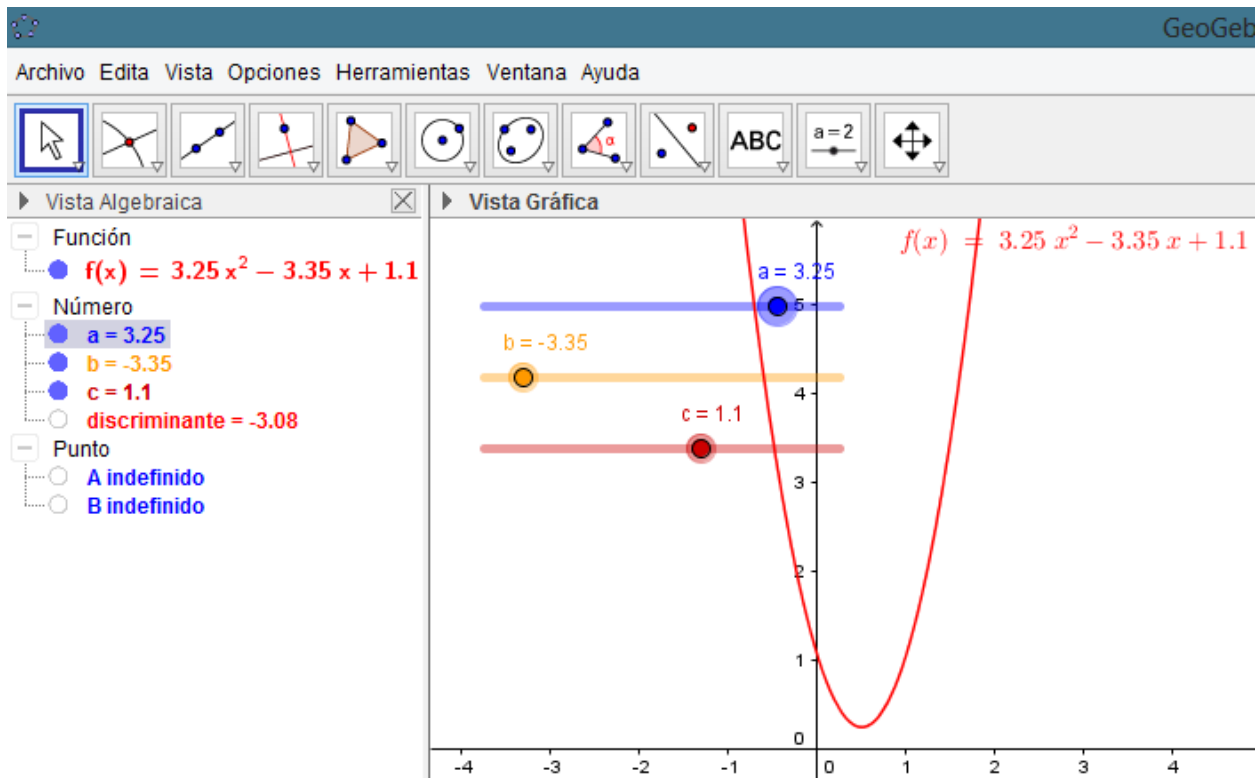 GeoGeb
Archivo Edita Vista Opciones Herramientas Ventana Ayuda
α ABC a=2
Vista Algebraica
Función
f(x) = 3.25 x² − 3.35 x + 1.1
Número
a = 3.25
b = -3.35
c = 1.1
discriminante = -3.08
Punto
A indefinido
B indefinido
Vista Gráfica
f(x) = 3.25 x² − 3.35 x + 1.1
a = 3.25
5
b = -3.35
4
c = 1.1
3
2
1
0
-4 -3 -2 -1 0 1 2 3 4